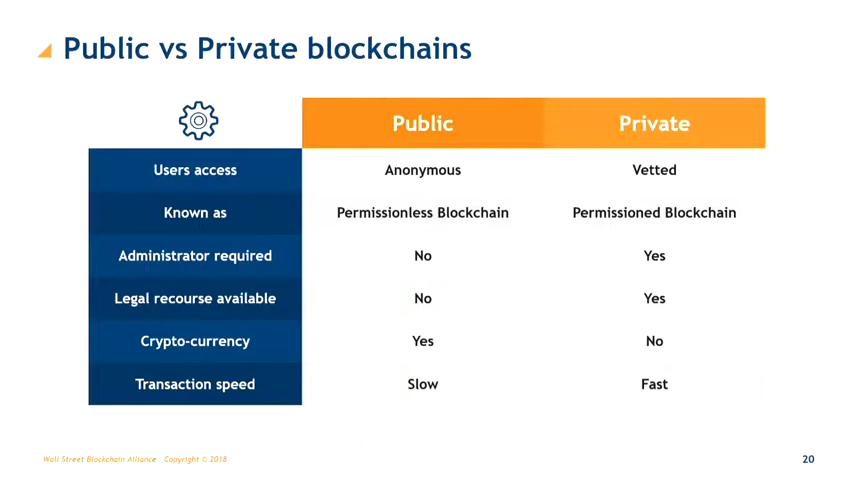 Public vs Private blockchains
Public Private
Users access Anonymous Vetted
Known as Permissionless Blockchain Permissioned Blockchain
Administrator required No Yes
Legal recourse available No Yes
Crypto-currency Yes No
Transaction speed Slow Fast
Wall Street Blockchain Alliance Copyright © 2018
20